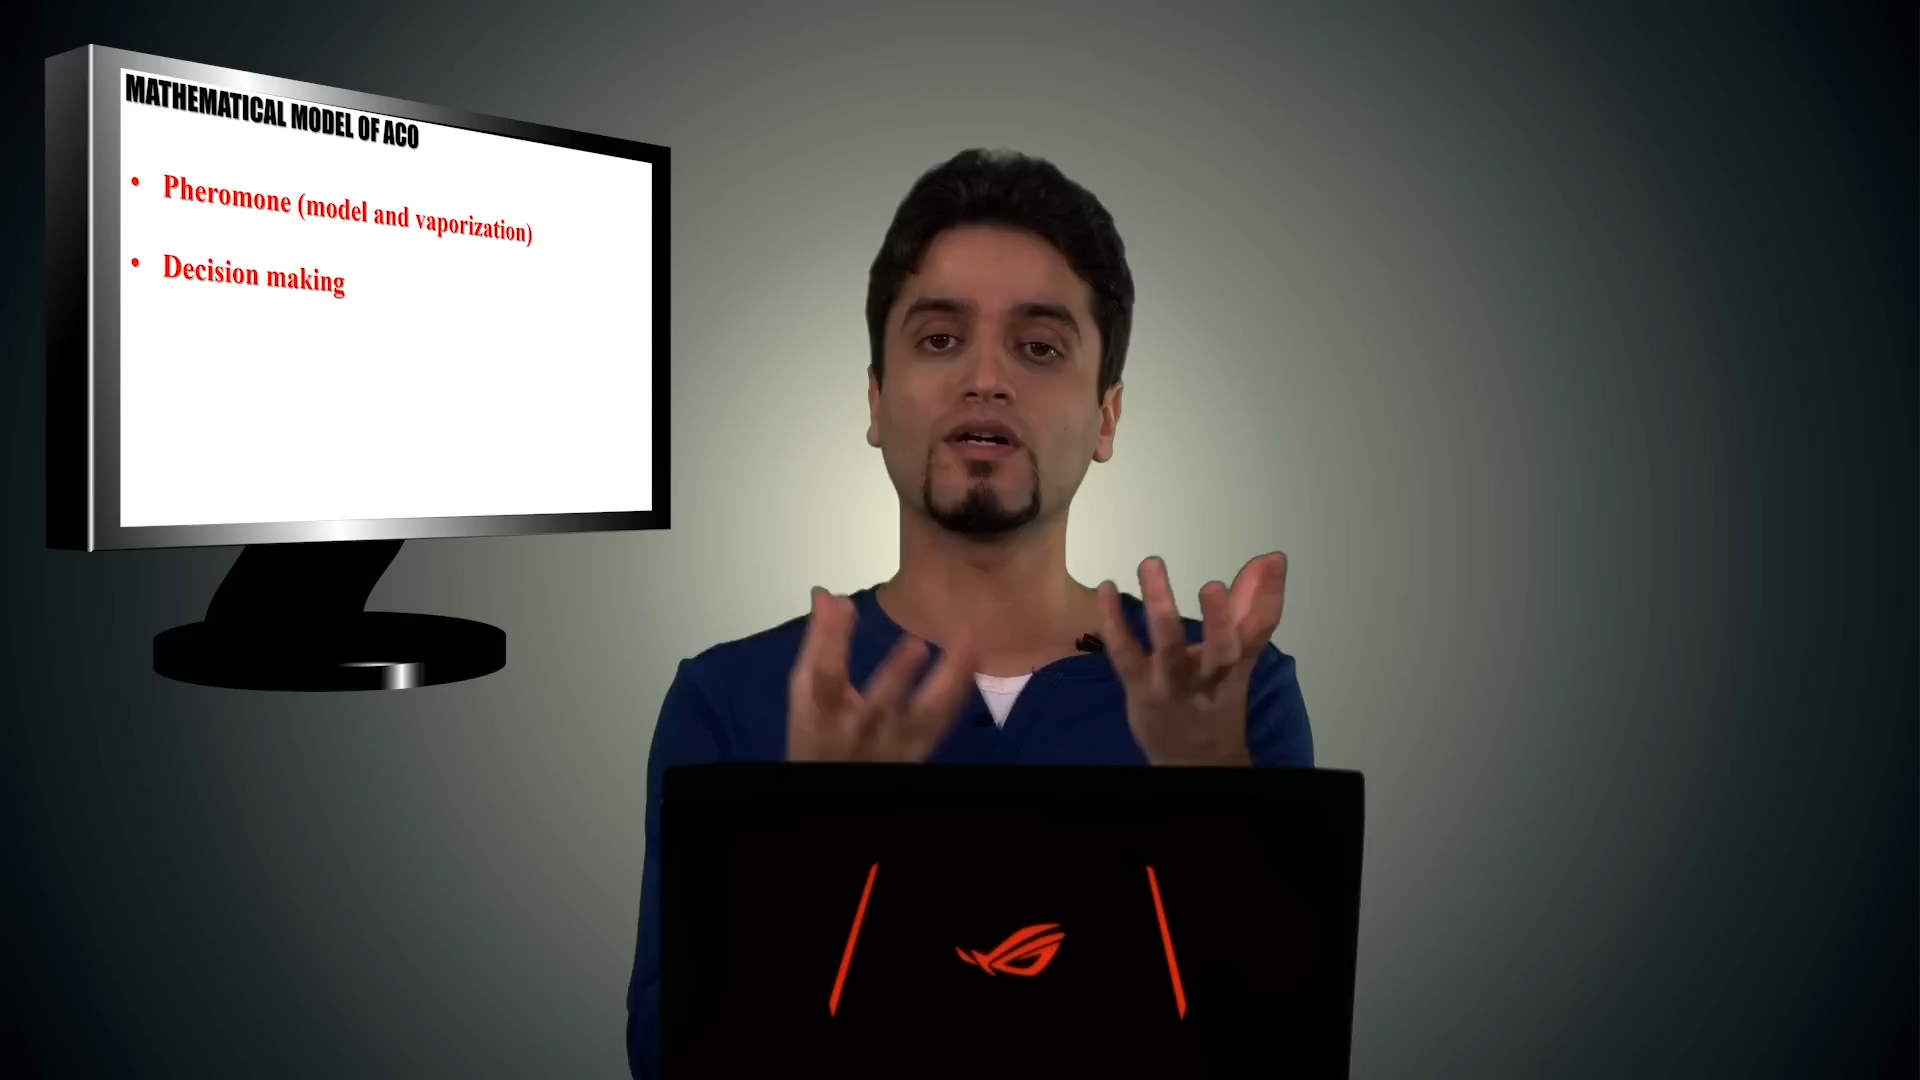 MATHEMATICAL MODEL OF ACO
• Pheromone (model and vaporization)
• Decision making